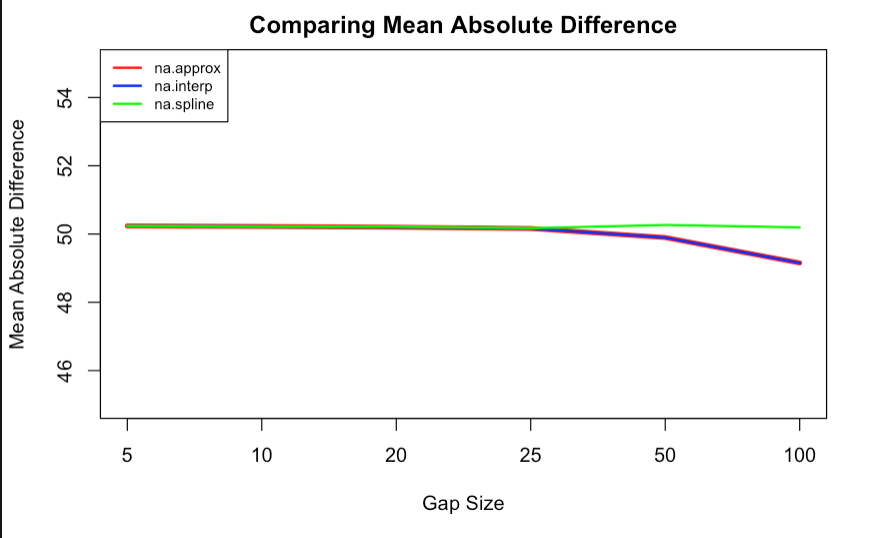 Comparing Mean Absolute Difference
na.approx
na.interp
na.spline
Mean Absolute Difference
54
52
50
48
46
5 10 20 25 50 100
Gap Size